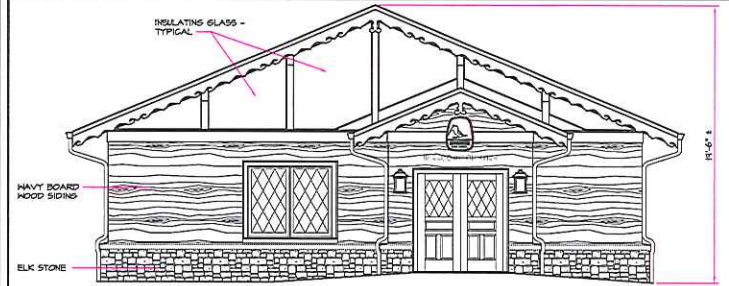 INSULATING GLASS -
TYPICAL
19'-6" ±
WAVY BOARD
WOOD SIDING
ELK STONE